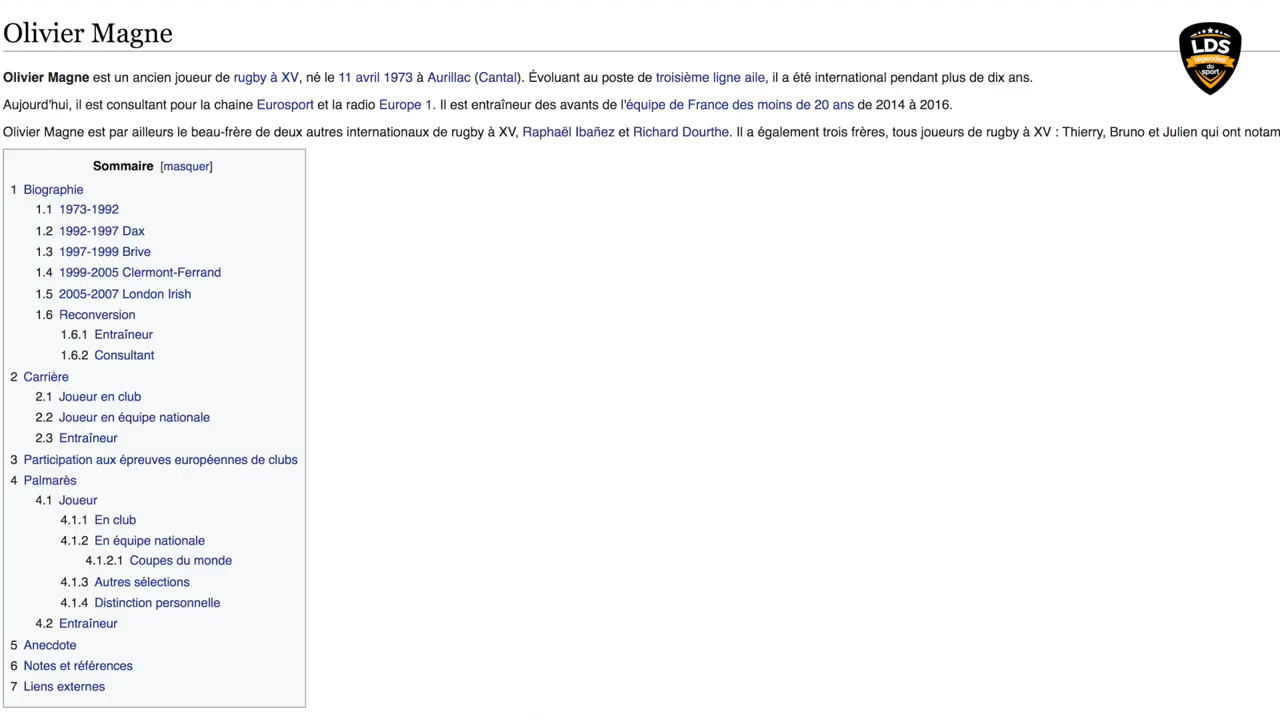 Olivier Magne
LDS
légendes
du
sport
Olivier Magne est un ancien joueur de rugby à XV, né le 11 avril 1973 à Aurillac (Cantal). Évoluant au poste de troisième ligne aile, il a été international pendant plus de dix ans.
Aujourd'hui, il est consultant pour la chaine Eurosport et la radio Europe 1. Il est entraîneur des avants de l'équipe de France des moins de 20 ans de 2014 à 2016.
Olivier Magne est par ailleurs le beau-frère de deux autres internationaux de rugby à XV, Raphaël Ibañez et Richard Dourthe. Il a également trois frères, tous joueurs de rugby à XV : Thierry, Bruno et Julien qui ont notam
Sommaire [masquer]
1 Biographie
1.1 1973-1992
1.2 1992-1997 Dax
1.3 1997-1999 Brive
1.4 1999-2005 Clermont-Ferrand
1.5 2005-2007 London Irish
1.6 Reconversion
1.6.1 Entraîneur
1.6.2 Consultant
2 Carrière
2.1 Joueur en club
2.2 Joueur en équipe nationale
2.3 Entraîneur
3 Participation aux épreuves européennes de clubs
4 Palmarès
4.1 Joueur
4.1.1 En club
4.1.2 En équipe nationale
4.1.2.1 Coupes du monde
4.1.3 Autres sélections
4.1.4 Distinction personnelle
4.2 Entraîneur
5 Anecdote
6 Notes et références
7 Liens externes